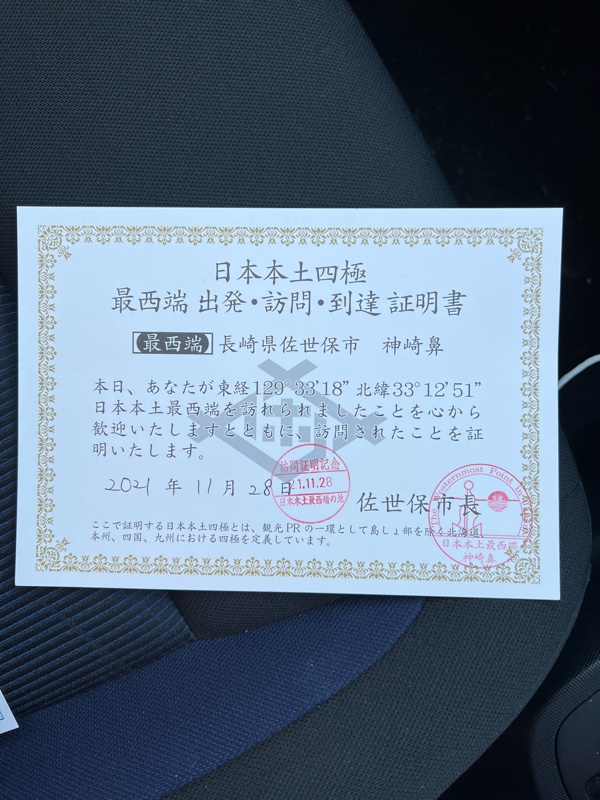 日本本土四極
最西端 出発・訪問・到達 証明書
【最西端】長崎県佐世保市　神崎鼻
本日、あなたが東経129°33'18” 北緯33°12'51”
日本本土最西端を訪れられましたことを心から
歓迎いたしますとともに、訪問されたことを証
明いたします。
2021 年 11 月 28 日
訪問証明記念
21.11.28
日本本土最西端の地
佐世保市長
The Westernmost Point
日本本土最西端
神崎鼻
ここで証明する日本本土四極とは、観光PRの一環として島しょ部を除く北海道、
本州、四国、九州における四極を定義しています。